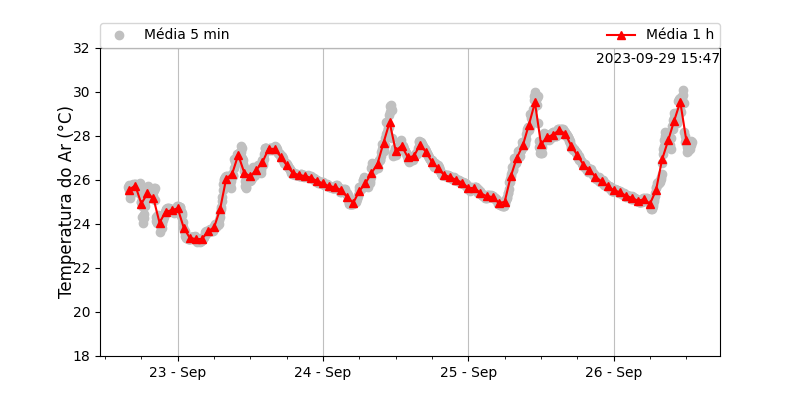 Média 5 min
Média 1 h
2023-09-29 15:47
Temperatura do Ar (°C)
32
30
28
26
24
22
20
18
23 - Sep
24 - Sep
25 - Sep
26 - Sep